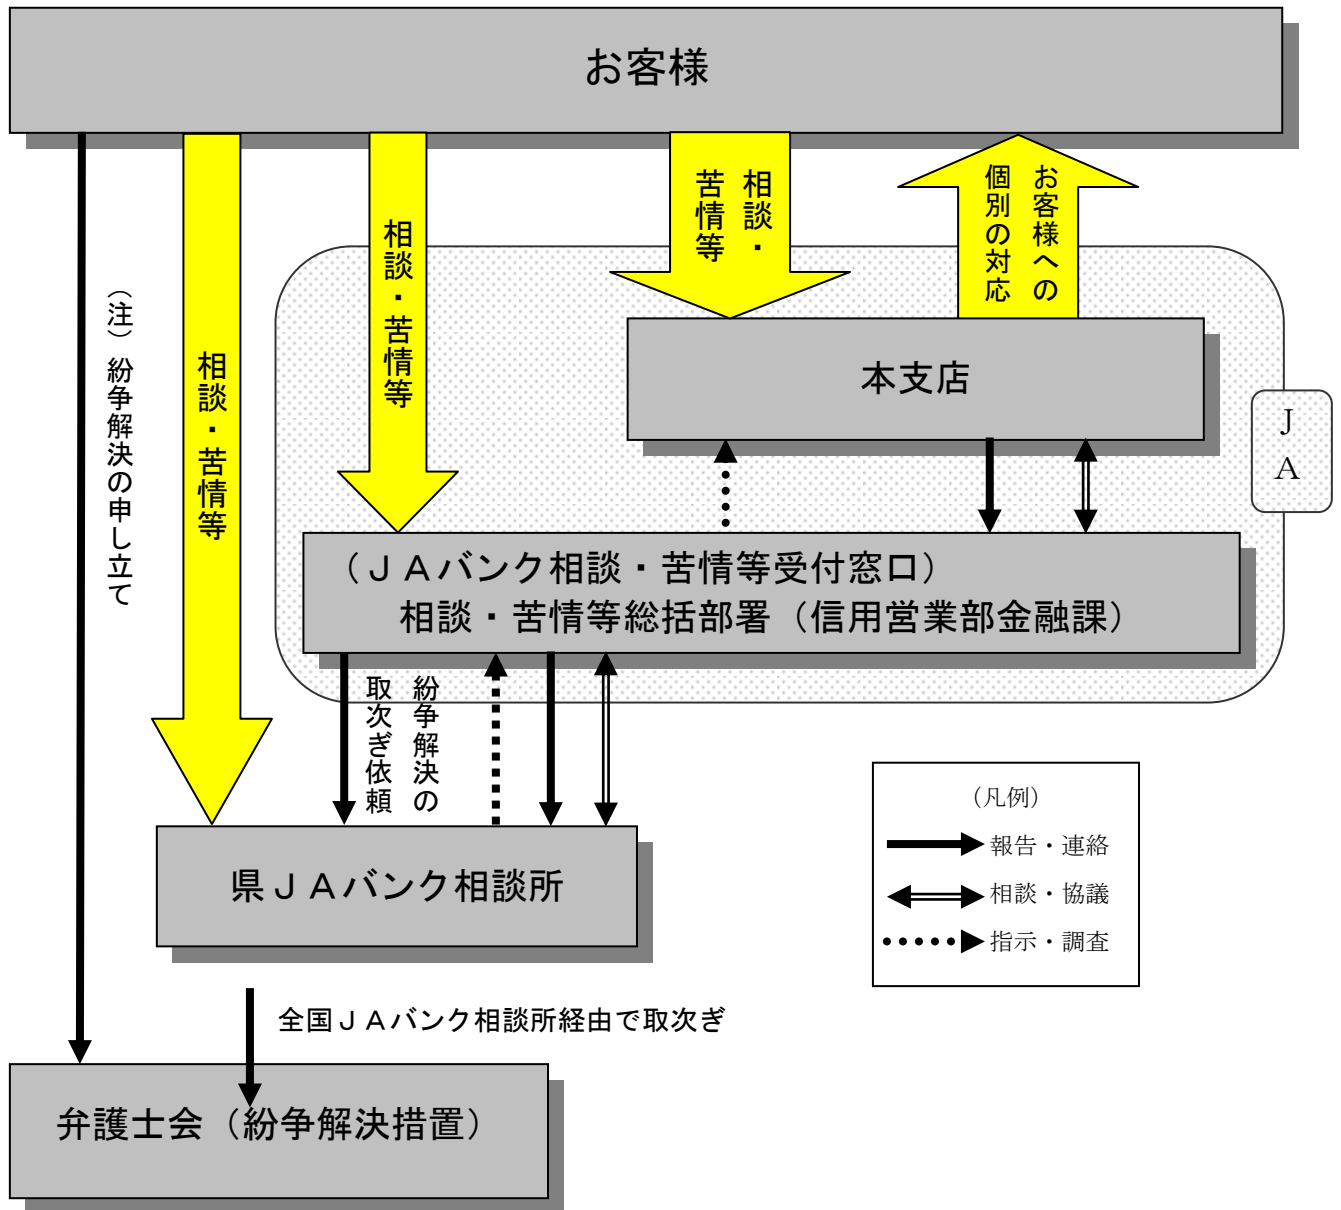 お客様
相談・
苦情等
お客様への
個別の対応
相談・苦情等
相談・苦情等
(注)紛争解決の申し立て
本支店
JA
(JAバンク相談・苦情等受付窓口)
相談・苦情等総括部署(信用営業部金融課)
紛争解決の
取次ぎ依頼
県JAバンク相談所
(凡例)
報告・連絡
相談・協議
指示・調査
全国JAバンク相談所経由で取次ぎ
弁護士会(紛争解決措置)